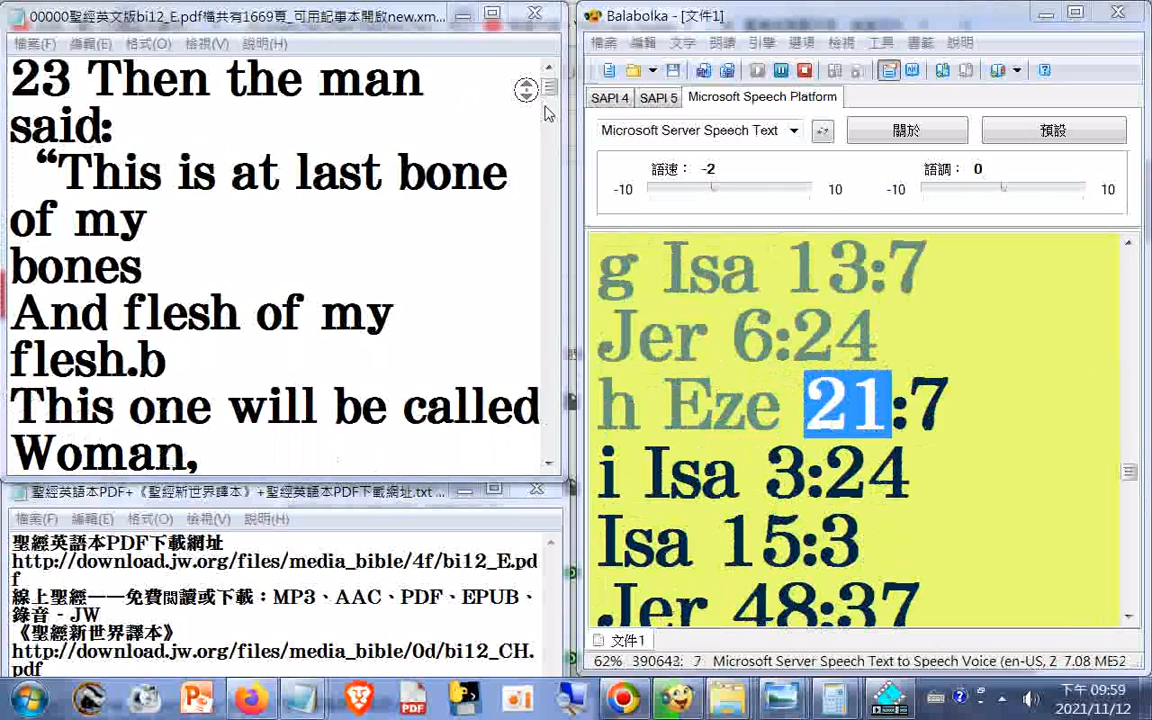 00000聖經英文版bi12_E.pdf檔共有1669頁_可用記事本開啟new.xm...
檔案(F) 編輯(E) 格式(O) 檢視(V) 說明(H)
23 Then the man
said:
“This is at last bone
of my
bones
And flesh of my
flesh.b
This one will be called
Woman,
聖經英語本PDF+《聖經新世界譯本》+聖經英語本PDF下載網址.txt ...
檔案(F) 編輯(E) 格式(O) 檢視(V) 說明(H)
聖經英語本PDF下載網址
http://download.jw.org/files/media_bible/4f/bi12_E.pd
f
線上聖經——免費閱讀或下載：MP3、AAC、PDF、EPUB、
錄音 - JW
《聖經新世界譯本》
http://download.jw.org/files/media_bible/0d/bi12_CH.
pdf
Balabolka - [文件1]
檔案 編輯 文字 朗讀 引擎 選項 檢視 工具 書籤 說明
SAPI 4 SAPI 5 Microsoft Speech Platform
Microsoft Server Speech Text 關於 預設
語速： -2 語調： 0
-10 10 -10 10
g Isa 13:7
Jer 6:24
h Eze 21:7
i Isa 3:24
Isa 15:3
Jer 48:37
文件1
62% 390642: 7 Microsoft Server Speech Text to Speech Voice (en-US, Z 7.08 ME52
PDF
下午 09:59
2021/11/12